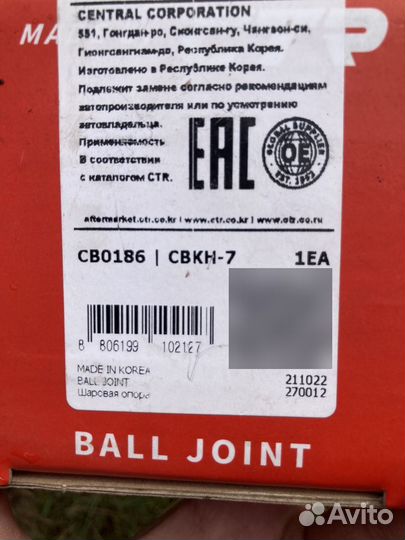 CENTRAL CORPORATION
551, Гонгдан-ро, Сионгсан-гу, Чангвон-си,
Гионгсангнам-до, Республика Корея.
Изготовлено в Республике Корея.
Подлежит замене согласно рекомендациям
автопроизводителя или по усмотрению
автовладельца.
Применяемость
В соответствии
с каталогом CTR.
EAC
GLOBAL SUPPLIER
OE
EST. 1952
aftermarket.ctr.co.kr | www.ctr.co.kr | www.ctr.co.ru
CB0186 | CBKH-7 1EA
8 806199 102127
MADE IN KOREA
BALL JOINT
Шаровая опора
211022
270012
BALL JOINT
Avito